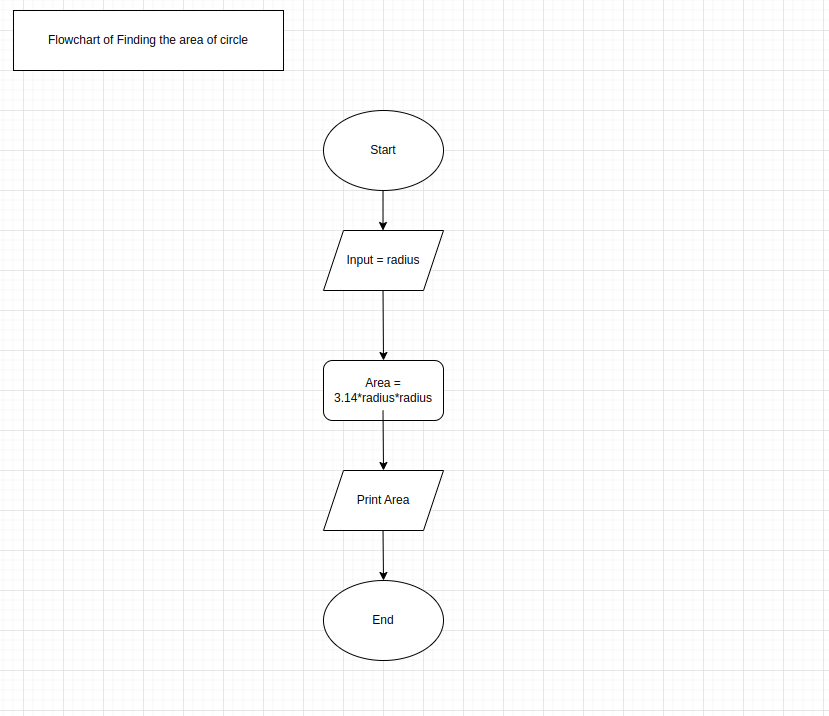 Flowchart of Finding the area of circle
Start
Input = radius
Area =
3.14*radius*radius
Print Area
End